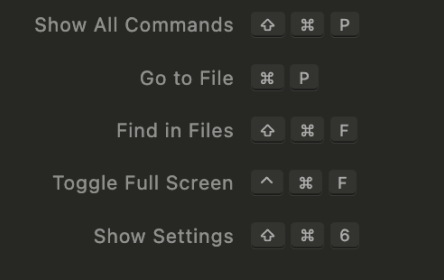 Show All Commands ⇧ ⌘ P
Go to File ⌘ P
Find in Files ⇧ ⌘ F
Toggle Full Screen ^ ⌘ F
Show Settings ⇧ ⌘ 6